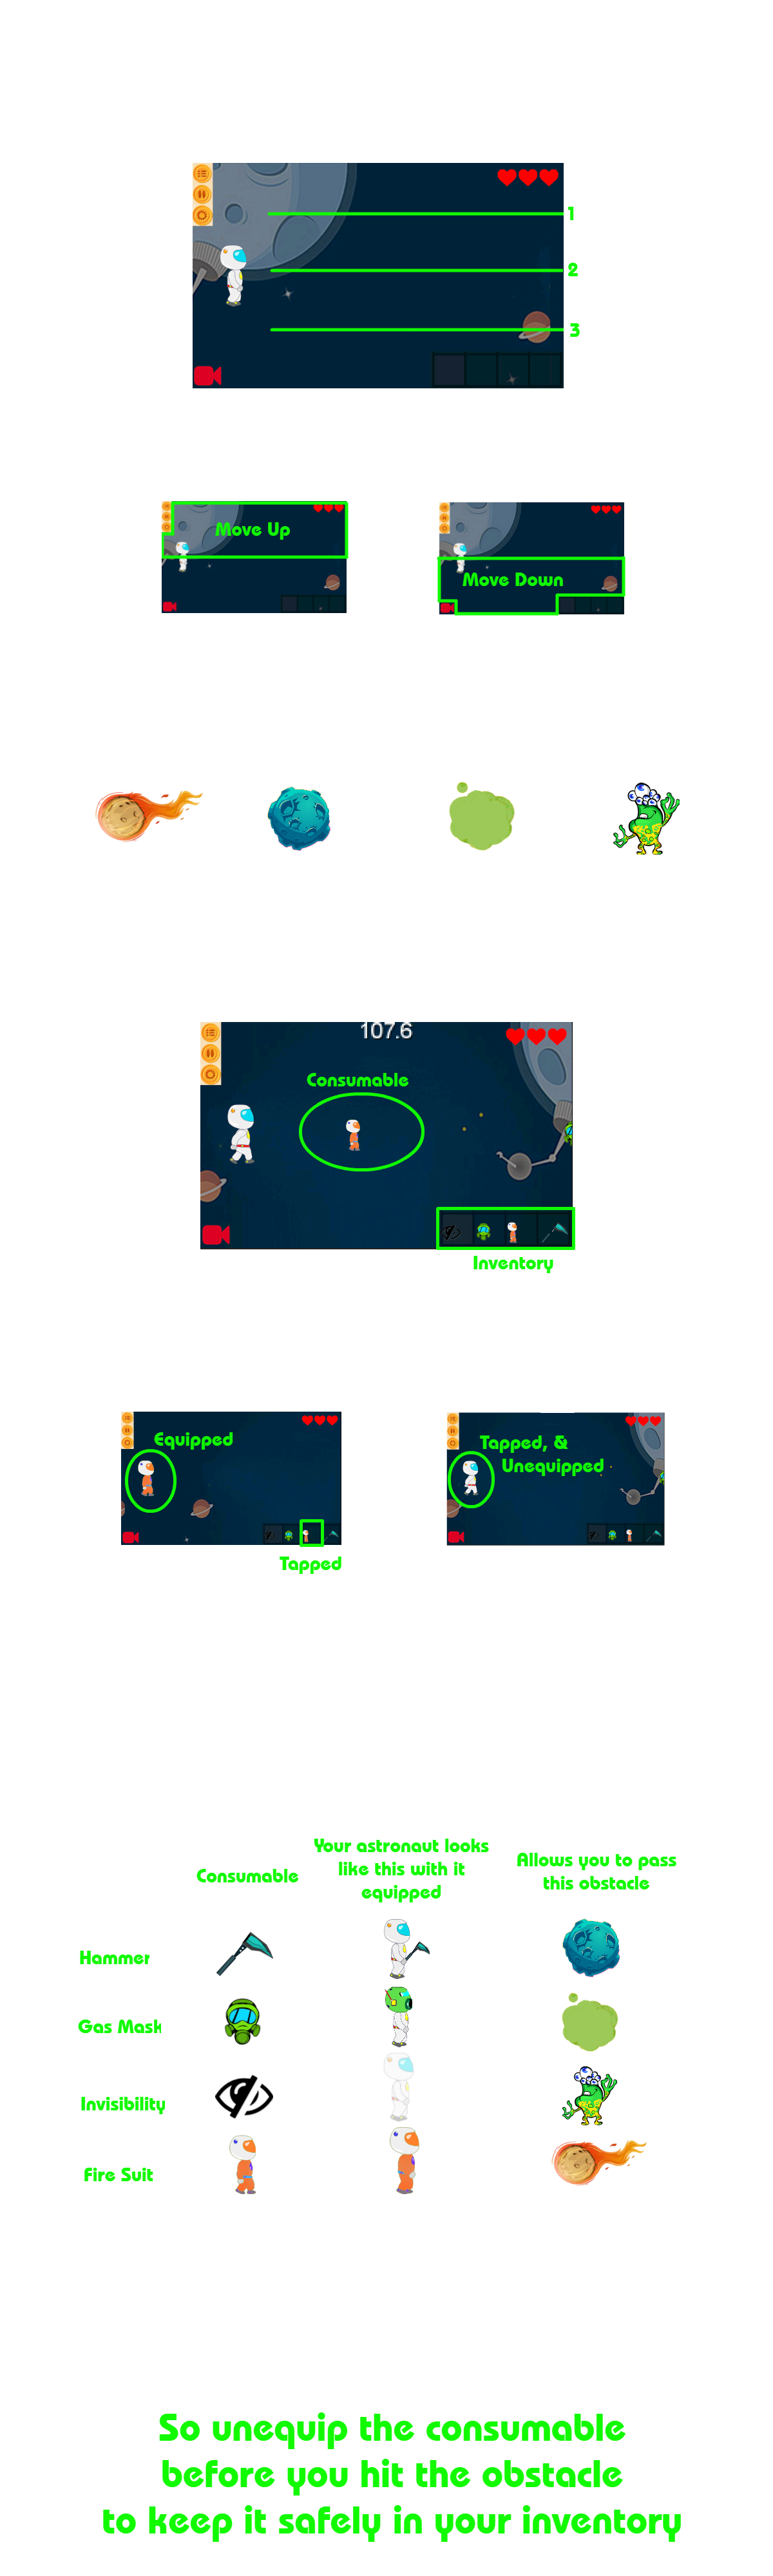 1
2
3
Move Up
Move Down
107.6
Consumable
Inventory
Equipped
Tapped
Tapped, &
Unequipped
Consumable
Your astronaut looks
like this with it
equipped
Allows you to pass
this obstacle
Hammer
Gas Mask
Invisibility
Fire Suit
So unequip the consumable
before you hit the obstacle
to keep it safely in your inventory